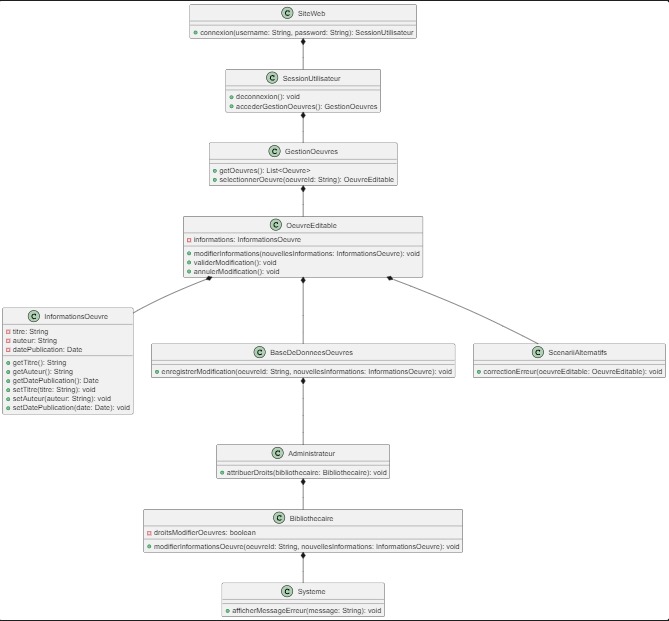 C SiteWeb
connexion(username: String, password: String): SessionUtilisateur
C SessionUtilisateur
deconnexion(): void
accederGestionOeuvres(): GestionOeuvres
C GestionOeuvres
getOeuvres(): List<Oeuvre>
selectionnerOeuvre(oeuvreId: String): OeuvreEditable
C OeuvreEditable
informations: InformationsOeuvre
modifierInformations(nouvellesInformations: InformationsOeuvre): void
validerModification(): void
annulerModification(): void
C InformationsOeuvre
titre: String
auteur: String
datePublication: Date
getTitre(): String
getAuteur(): String
getDatePublication(): Date
setTitre(titre: String): void
setAuteur(auteur: String): void
setDatePublication(date: Date): void
C BaseDeDonneesOeuvres
enregistrerModification(oeuvreId: String, nouvellesInformations: InformationsOeuvre): void
C ScenariiAlternatifs
correctionErreur(oeuvreEditable: OeuvreEditable): void
C Administrateur
attribuerDroits(bibliothecaire: Bibliothecaire): void
C Bibliothecaire
droitsModifierOeuvres: boolean
modifierInformationsOeuvre(oeuvreId: String, nouvellesInformations: InformationsOeuvre): void
C Systeme
afficherMessageErreur(message: String): void